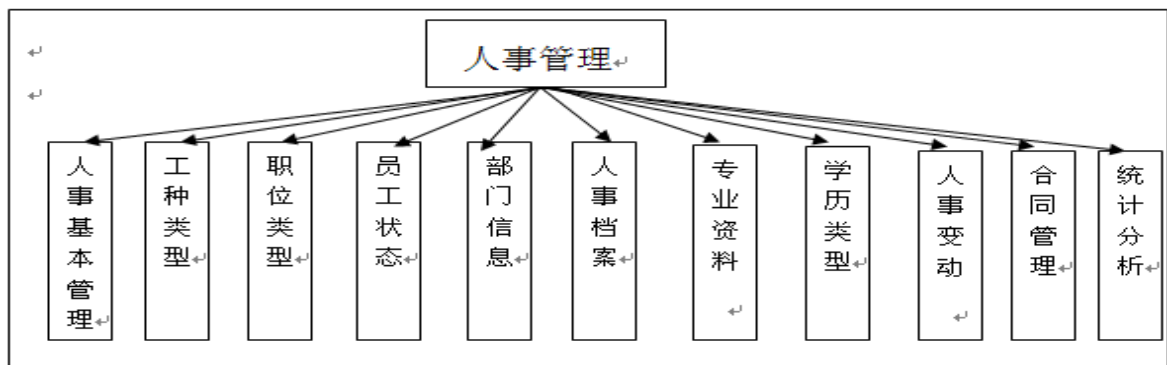 人事管理
人事基本管理
工种类型
职位类型
员工状态
部门信息
人事档案
专业资料
学历类型
人事变动
合同管理
统计分析